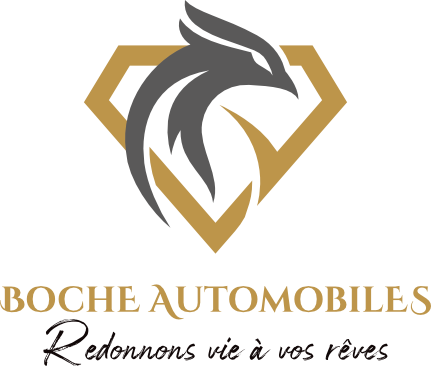 BOCHE AUTOMOBILES
Redonnons vie à vos rêves